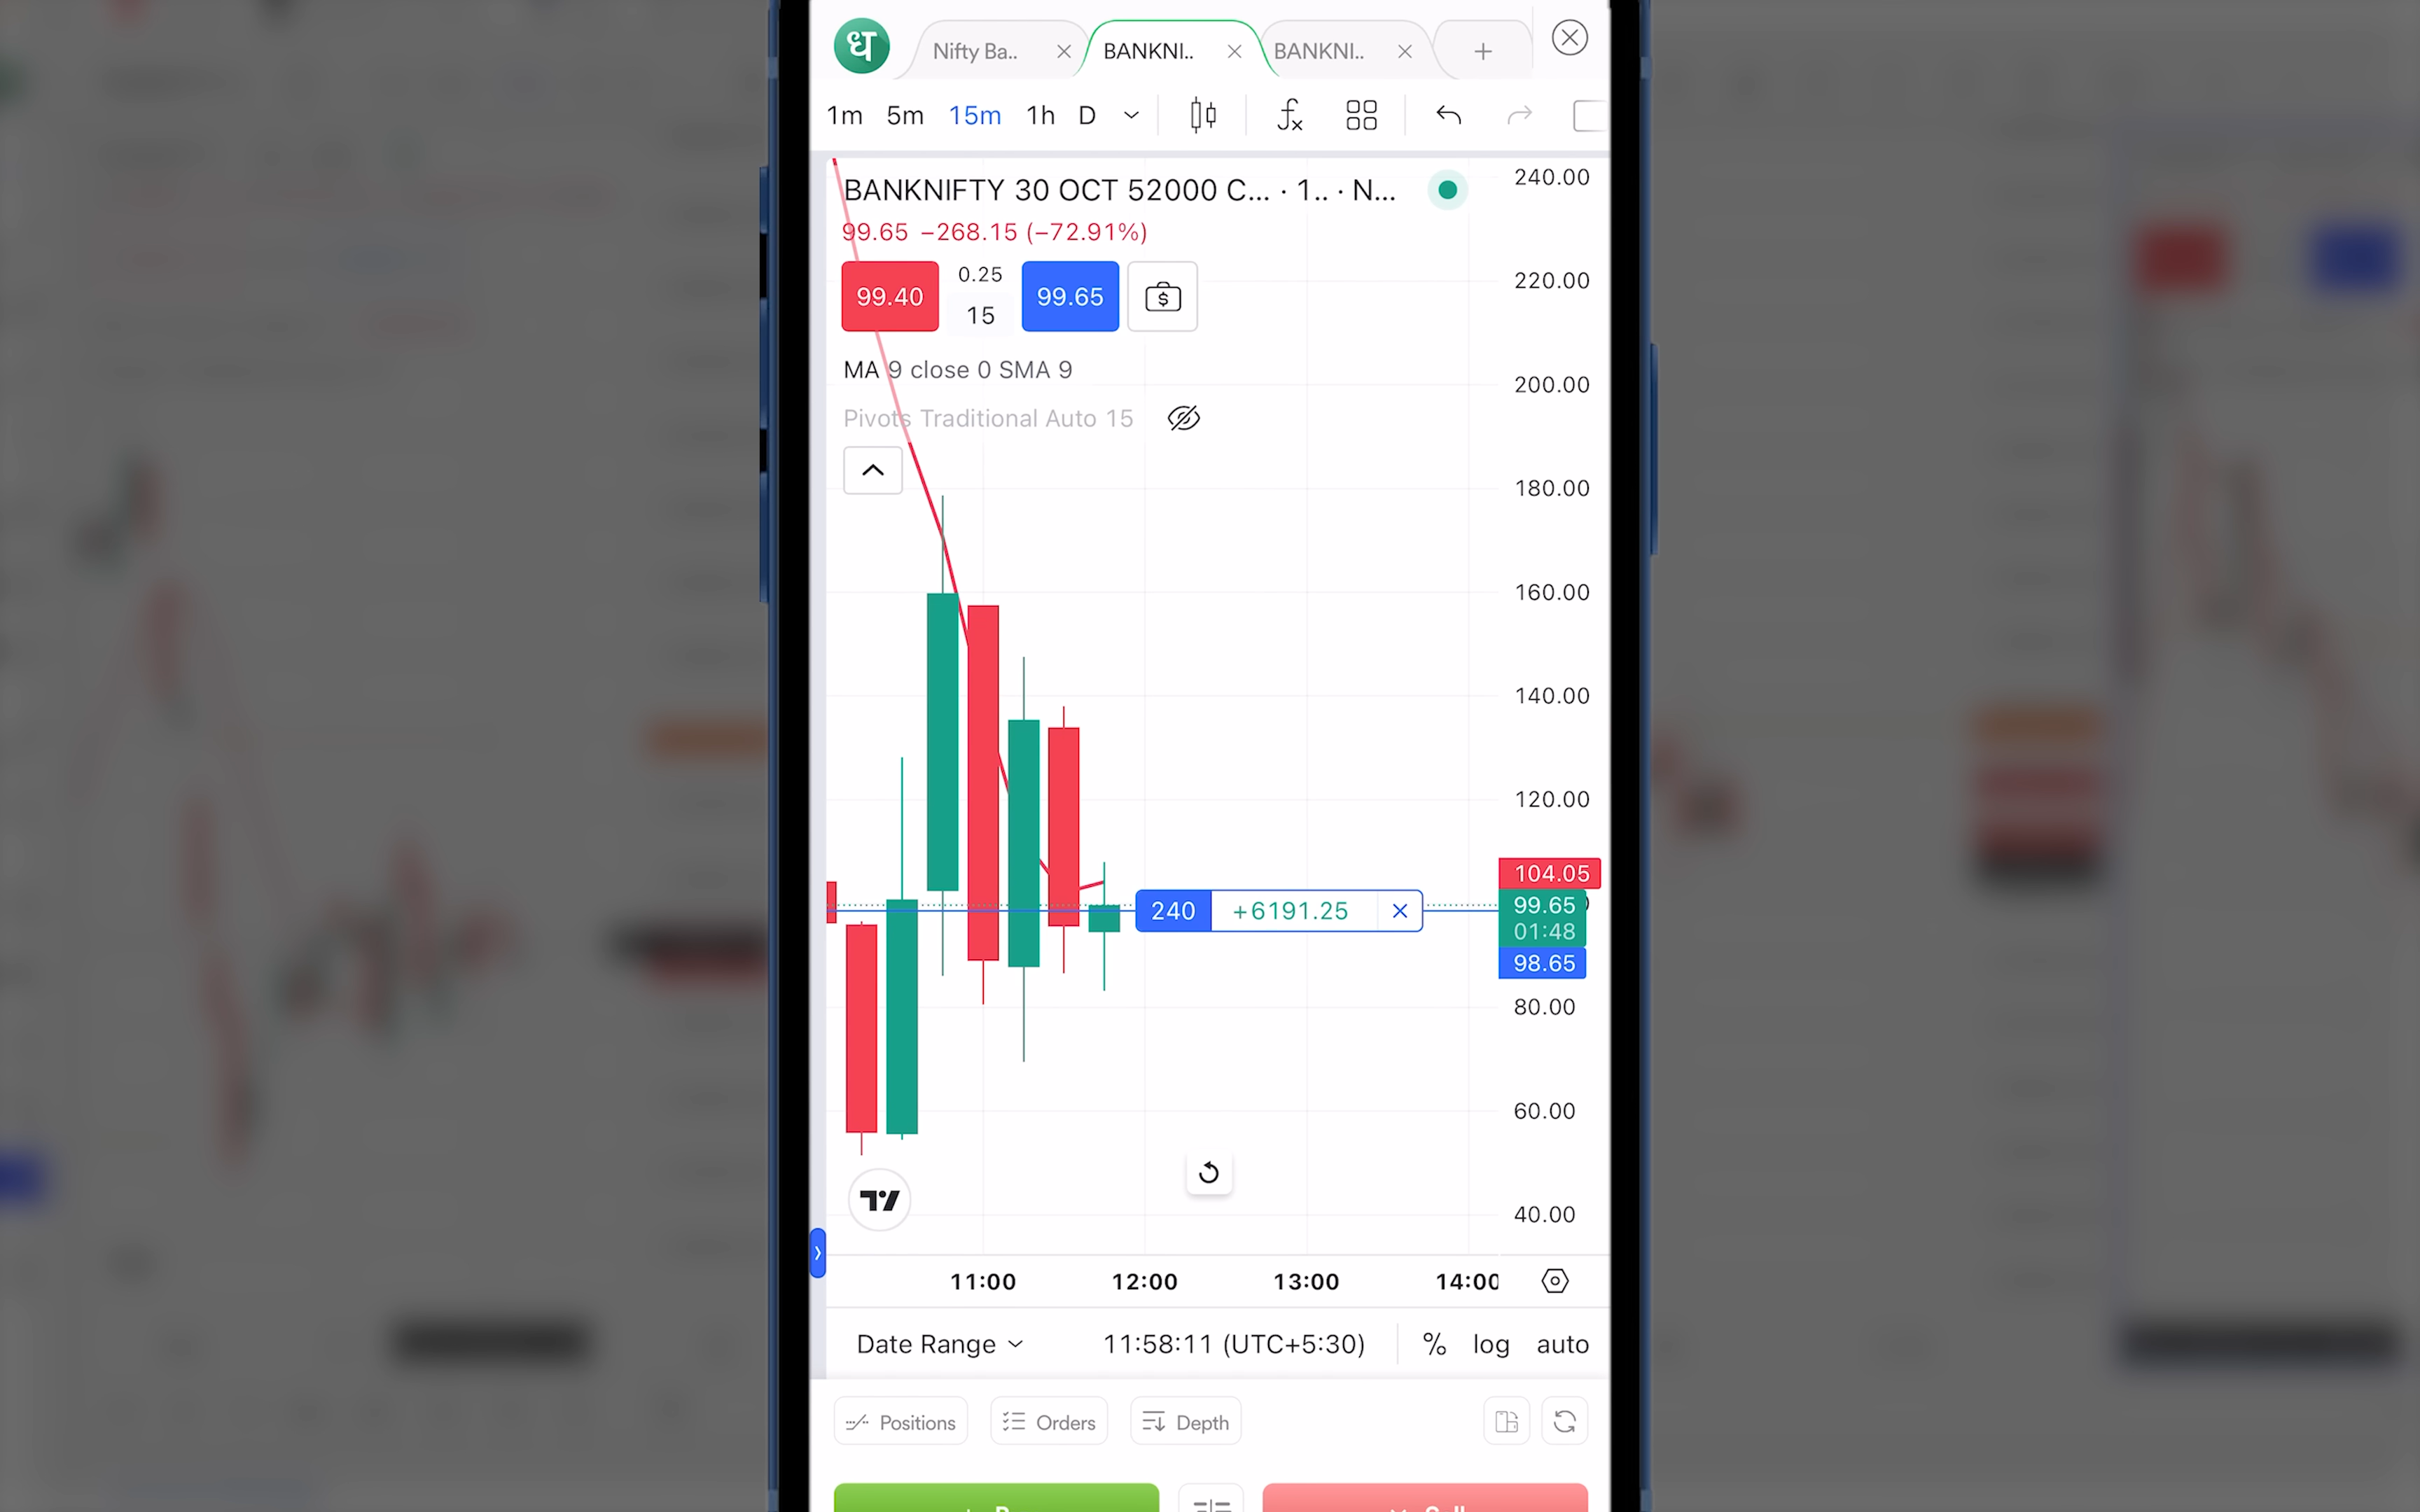 ध
Nifty Ba..
BANKNI..
BANKNI..
1m 5m 15m 1h D
BANKNIFTY 30 OCT 52000 C... · 1.. · N...
99.65 −268.15 (−72.91%)
99.40
0.25
15
99.65
MA 9 close 0 SMA 9
Pivots Traditional Auto 15
240.00
220.00
200.00
180.00
160.00
140.00
120.00
104.05
99.65
01:48
98.65
80.00
60.00
40.00
240 +6191.25
11:00 12:00 13:00 14:00
Date Range 11:58:11 (UTC+5:30) % log auto
Positions Orders Depth